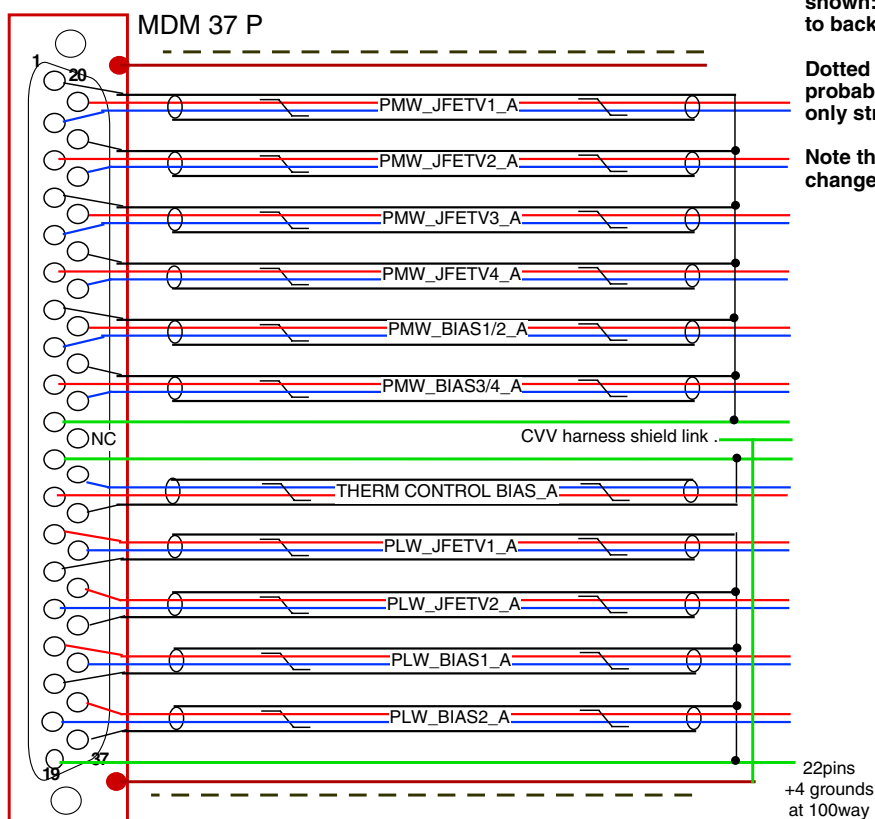 MDM 37 P
shown:
to back
Dotted
probab
only str
Note th
change
1
20
PMW_JFETV1_A
PMW_JFETV2_A
PMW_JFETV3_A
PMW_JFETV4_A
PMW_BIAS1/2_A
PMW_BIAS3/4_A
NC
CVV harness shield link .
THERM CONTROL BIAS_A
PLW_JFETV1_A
PLW_JFETV2_A
PLW_BIAS1_A
PLW_BIAS2_A
37
19
22pins
+4 grounds
at 100way